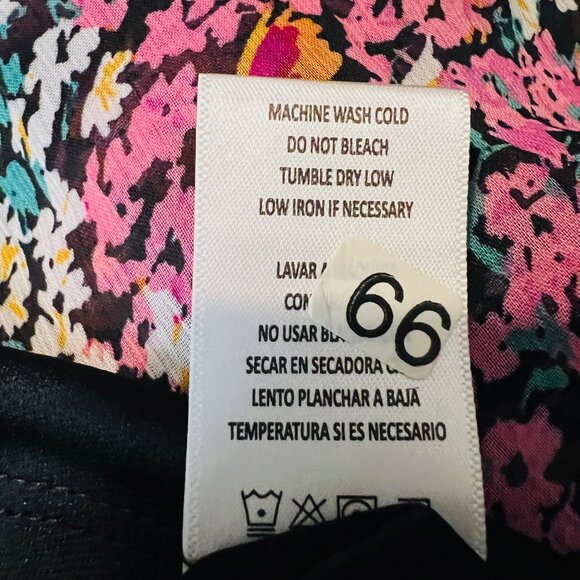 MACHINE WASH COLD
DO NOT BLEACH
TUMBLE DRY LOW
LOW IRON IF NECESSARY
LAVAR
66
NO USAR
SECAR EN SECADORA
LENTO PLANCHAR A BAJA
TEMPERATURA SI ES NECESARIO